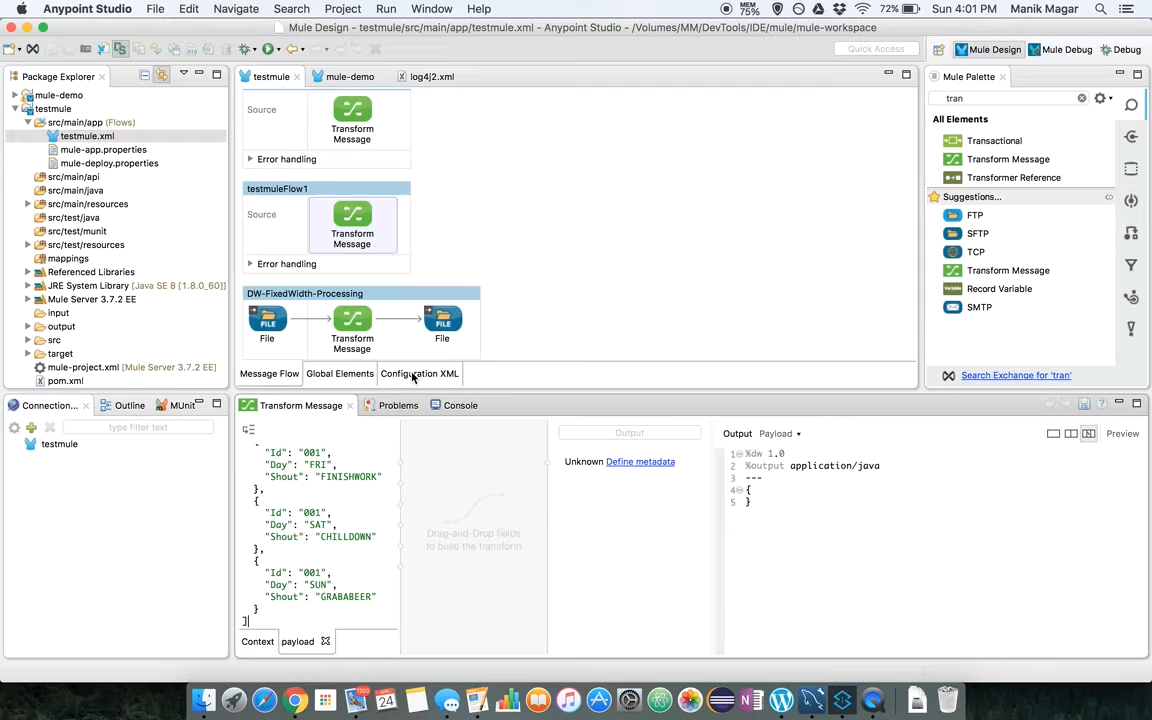 Anypoint Studio File Edit Navigate Search Project Run Window Help MEM 75% 72% Sun 4:01 PM Manik Magar
Mule Design - testmule/src/main/app/testmule.xml - Anypoint Studio - /Volumes/MM/DevTools/IDE/mule/mule-workspace
Quick Access Mule Design Mule Debug Debug
Package Explorer
mule-demo
testmule
src/main/app (Flows)
testmule.xml
mule-app.properties
mule-deploy.properties
src/main/api
src/main/java
src/main/resources
src/test/java
src/test/munit
src/test/resources
mappings
Referenced Libraries
JRE System Library [Java SE 8 [1.8.0_60]]
Mule Server 3.7.2 EE
input
output
src
target
mule-project.xml [Mule Server 3.7.2 EE]
pom.xml
testmule mule-demo log4j2.xml
Source
Transform
Message
Error handling
testmuleFlow1
Source
Transform
Message
Error handling
DW-FixedWidth-Processing
FILE FILE
File Transform
Message File
Message Flow Global Elements Configuration XML
Mule Palette
tran
All Elements
Transactional
Transform Message
Transformer Reference
Suggestions...
FTP
SFTP
TCP
Transform Message
Record Variable
SMTP
Search Exchange for 'tran'
Connection... Outline MUnit
type filter text
testmule
Transform Message Problems Console
"Id": "001",
"Day": "FRI",
"Shout": "FINISHWORK"
},
{
"Id": "001",
"Day": "SAT",
"Shout": "CHILLDOWN"
},
{
"Id": "001",
"Day": "SUN",
"Shout": "GRABABEER"
}
]
Context payload
Drag-and-Drop fields
to build the transform
Output
Unknown Define metadata
Output Payload Preview
1 %dw 1.0
2 %output application/java
3 ---
4 {
5 }
1203
APR
24